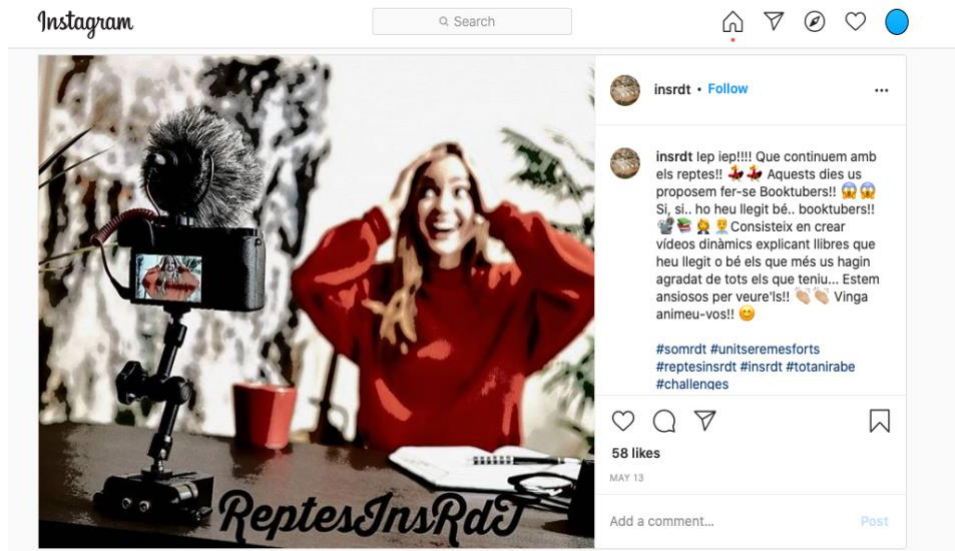 Instagram
Search
insrdt • Follow
insrdt Iep iep!!!! Que continuem amb
els reptes!! 💃💃 Aquests dies us
proposem fer-se Booktubers!! 😱😱
Si, si.. ho heu llegit bé.. booktubers!!
📽📚🤵‍♀️🤵‍♂️Consisteix en crear
vídeos dinàmics explicant llibres que
heu llegit o bé els que més us hagin
agradat de tots els que teniu... Estem
ansiosos per veure'ls!! 👏🏼👏🏼 Vinga
animeu-vos!! 😊
#somrdt #unitseremesforts
#reptesinsrdt #insrdt #totanirabe
#challenges
58 likes
MAY 13
Add a comment... Post
ReptesInsRdT